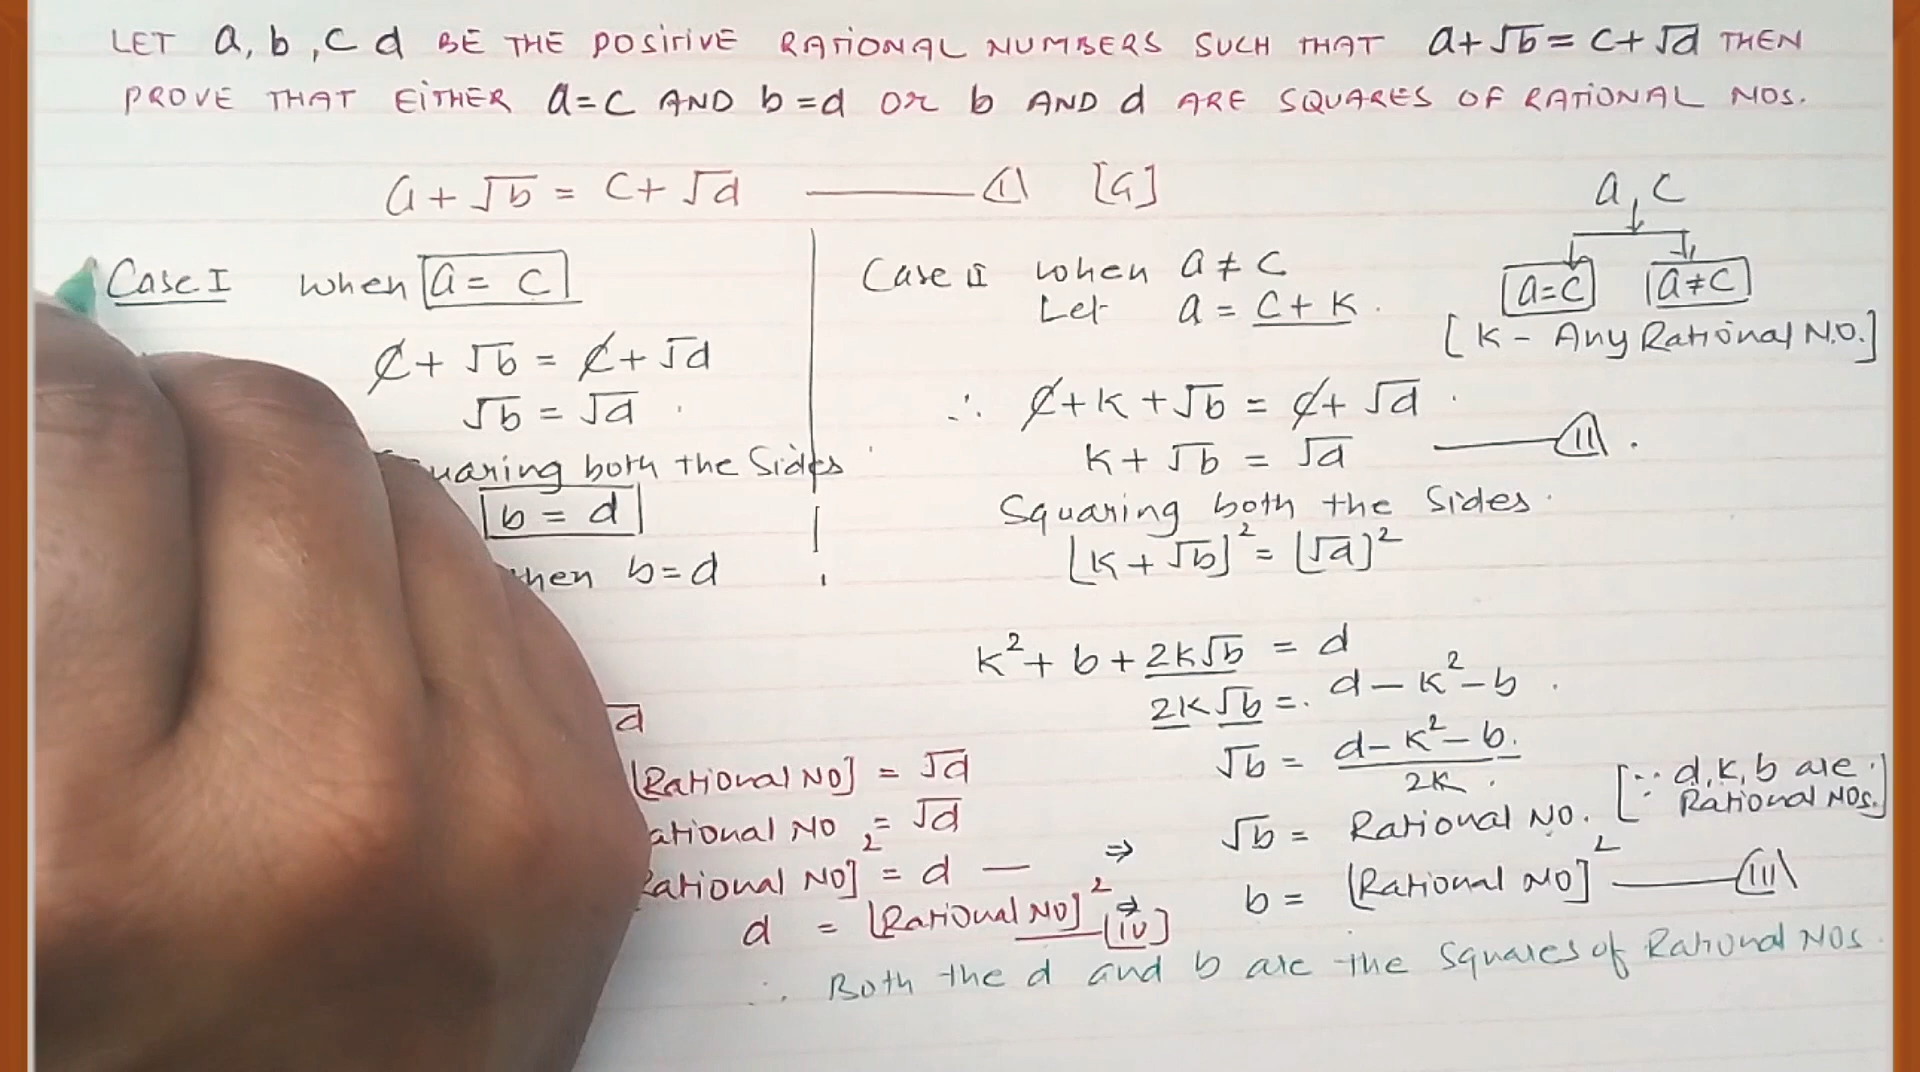 LET a, b, c d BE THE POSITIVE RATIONAL NUMBERS SUCH THAT a+√b = c+√d THEN
PROVE THAT EITHER a=c AND b=d OR b AND d ARE SQUARES OF RATIONAL NOS.
a + √b = c + √d —— (I) [G]
Case I when a = c
c + √b = c + √d
√b = √d
uaring both the Sides
b = d
hen b=d
Case II when a ≠ c
Let a = c + k.
∴ c + k + √b = c + √d
k + √b = √d —— (II).
Squaring both the Sides
[k + √b]² = [√d]²
k² + b + 2k√b = d
2k√b = d − k² − b
√b = d − k² − b / 2k
√b = Rational NO. [∵ d, k, b are Rational NOs.]
⇒ b = [Rational NO]² —— (III)
a, c
a=c a≠c
[k - Any Rational N.O.]
d
[Rational NO] = √d
ational NO = √d
ational NO]² = d —
d = [Rational NO]² ⇒ [IV]
∴ Both the d and b are the Squares of Rational NOs